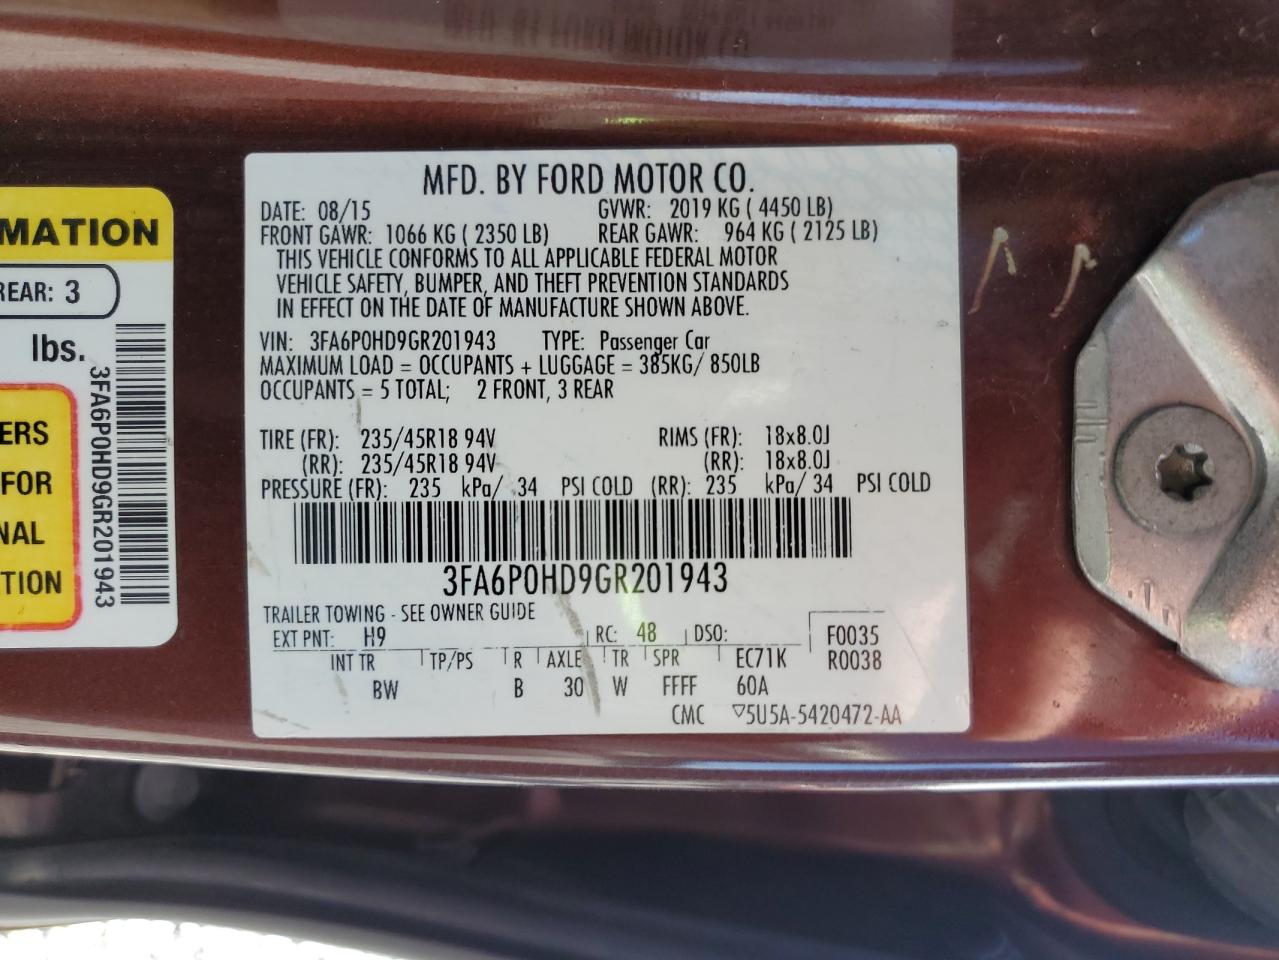 MFD. BY FORD MOTOR CO.
DATE: 08/15 GVWR: 2019 KG ( 4450 LB)
FRONT GAWR: 1066 KG ( 2350 LB) REAR GAWR: 964 KG ( 2125 LB)
THIS VEHICLE CONFORMS TO ALL APPLICABLE FEDERAL MOTOR
VEHICLE SAFETY, BUMPER, AND THEFT PREVENTION STANDARDS
IN EFFECT ON THE DATE OF MANUFACTURE SHOWN ABOVE.
VIN: 3FA6P0HD9GR201943 TYPE: Passenger Car
MAXIMUM LOAD = OCCUPANTS + LUGGAGE = 385KG/ 850LB
OCCUPANTS = 5 TOTAL; 2 FRONT, 3 REAR
TIRE (FR): 235/45R18 94V RIMS (FR): 18x8.0J
(RR): 235/45R18 94V (RR): 18x8.0J
PRESSURE (FR): 235 kPa/ 34 PSI COLD (RR): 235 kPa/ 34 PSI COLD
3FA6P0HD9GR201943
TRAILER TOWING - SEE OWNER GUIDE
EXT PNT: H9 RC: 48 DSO: F0035
INT TR TP/PS R AXLE TR SPR EC71K R0038
BW B 30 W FFFF 60A
CMC ▽5U5A-5420472-AA
MATION
REAR: 3
lbs.
3FA6P0HD9GR201943
ERS
FOR
NAL
TION